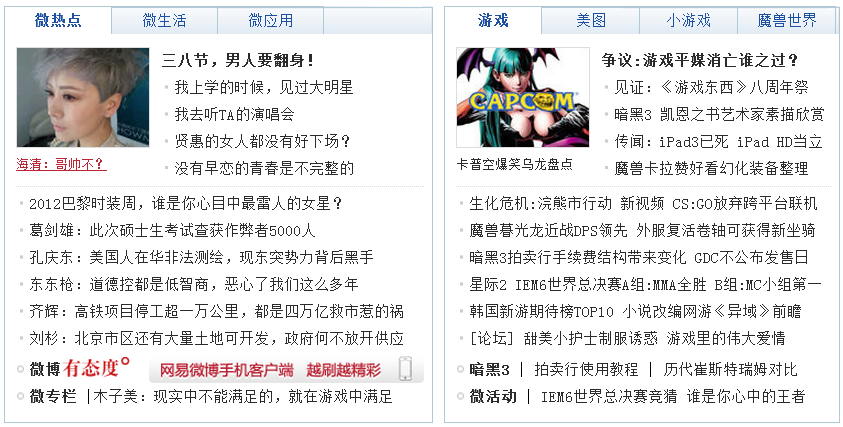 微热点 微生活 微应用
三八节，男人要翻身！
我上学的时候，见过大明星
我去听TA的演唱会
贤惠的女人都没有好下场？
没有早恋的青春是不完整的
海清：哥帅不？
2012巴黎时装周，谁是你心目中最雷人的女星？
葛剑雄：此次硕士生考试查获作弊者5000人
孔庆东：美国人在华非法测绘，现东突势力背后黑手
东东枪：道德控都是低智商，恶心了我们这么多年
齐辉：高铁项目停工超一万公里，都是四万亿救市惹的祸
刘杉：北京市区还有大量土地可开发，政府何不放开供应
微博有态度° 网易微博手机客户端 越刷越精彩
微专栏 |木子美：现实中不能满足的，就在游戏中满足
游戏 美图 小游戏 魔兽世界
CAPCOM
争议:游戏平媒消亡谁之过？
见证：《游戏东西》八周年祭
暗黑3 凯恩之书艺术家素描欣赏
传闻：iPad3已死 iPad HD当立
魔兽卡拉赞好看幻化装备整理
卡普空爆笑乌龙盘点
生化危机:浣熊市行动 新视频 CS:GO放弃跨平台联机
魔兽暮光龙近战DPS领先 外服复活卷轴可获得新坐骑
暗黑3拍卖行手续费结构带来变化 GDC不公布发售日
星际2 IEM6世界总决赛A组:MMA全胜 B组:MC小组第一
韩国新游期待榜TOP10 小说改编网游《异域》前瞻
[论坛] 甜美小护士制服诱惑 游戏里的伟大爱情
暗黑3 | 拍卖行使用教程 | 历代崔斯特瑞姆对比
微活动 | IEM6世界总决赛竞猜 谁是你心中的王者